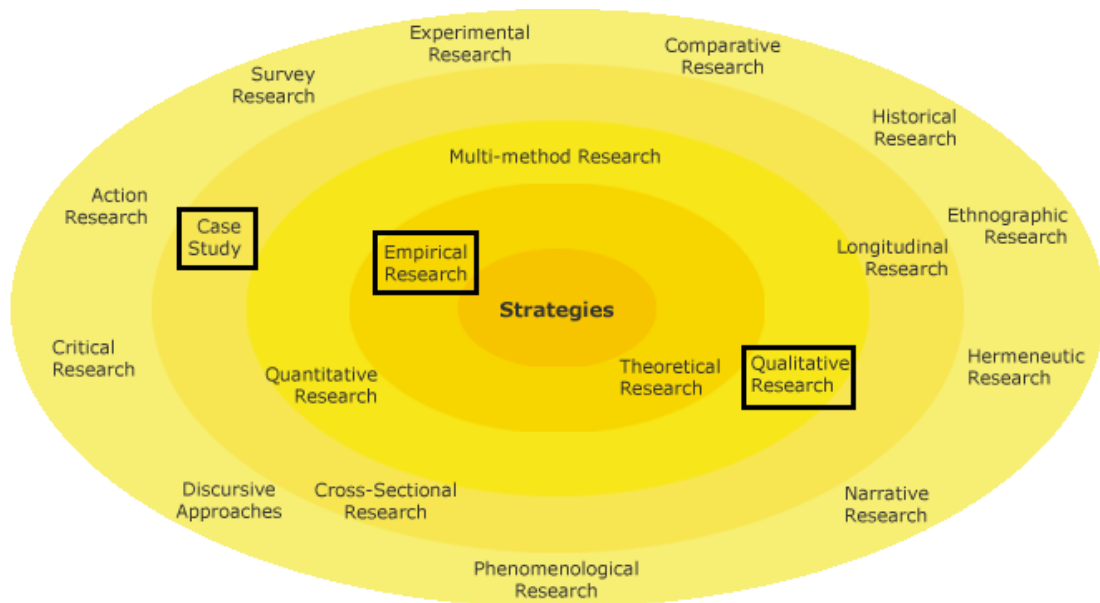 Experimental
Research
Comparative
Research
Survey
Research
Historical
Research
Multi-method Research
Action
Research
Case
Study
Empirical
Research
Ethnographic
Research
Longitudinal
Research
Strategies
Critical
Research
Quantitative
Research
Theoretical
Research
Qualitative
Research
Hermeneutic
Research
Discursive
Approaches
Cross-Sectional
Research
Narrative
Research
Phenomenological
Research